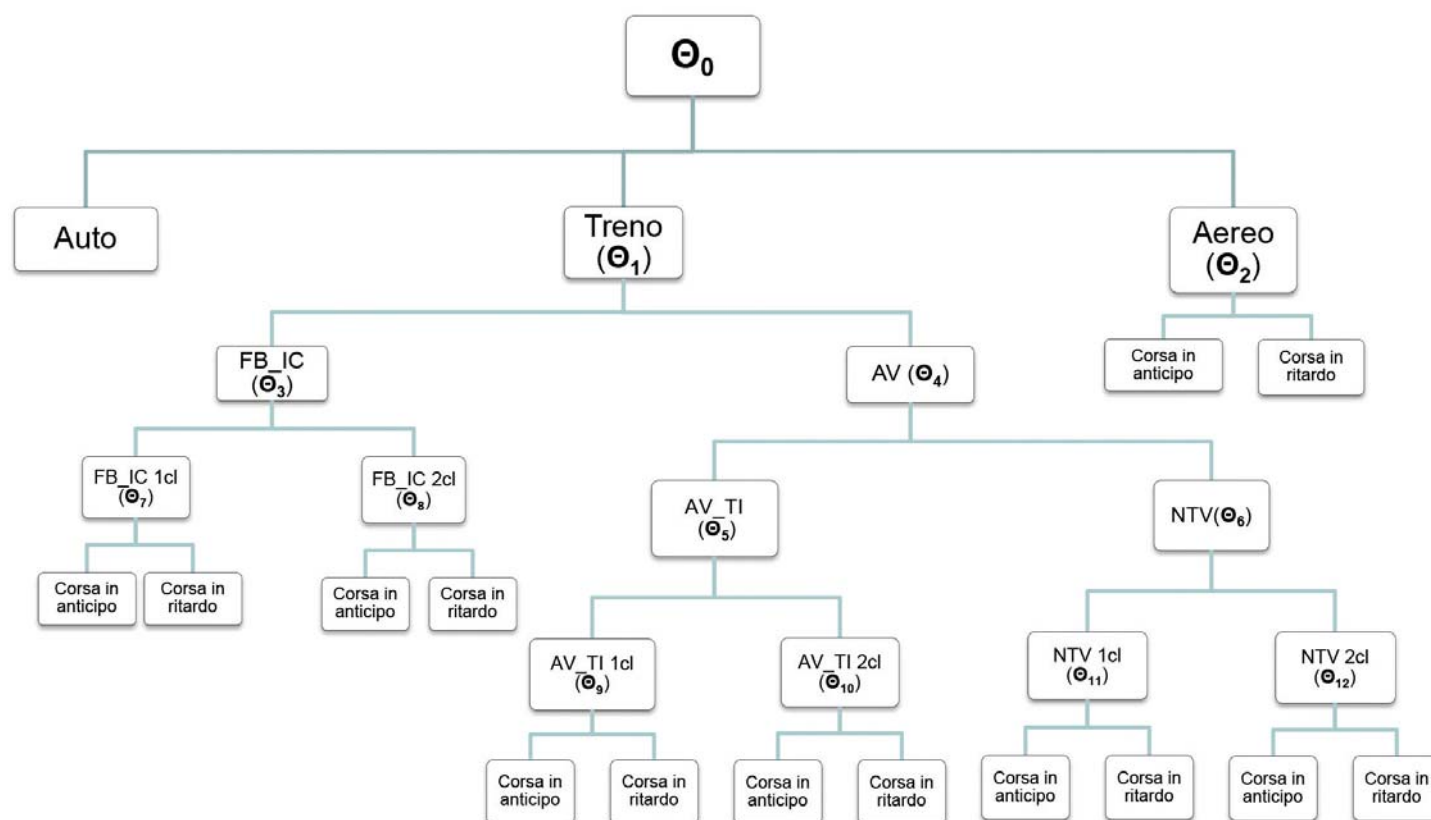 Θ0
Auto
Treno
(Θ1)
Aereo
(Θ2)
FB_IC
(Θ3)
AV (Θ4)
Corsa in
anticipo
Corsa in
ritardo
FB_IC 1cl
(Θ7)
FB_IC 2cl
(Θ8)
AV_TI
(Θ5)
NTV(Θ6)
Corsa in
anticipo
Corsa in
ritardo
Corsa in
anticipo
Corsa in
ritardo
AV_TI 1cl
(Θ9)
AV_TI 2cl
(Θ10)
NTV 1cl
(Θ11)
NTV 2cl
(Θ12)
Corsa in
anticipo
Corsa in
ritardo
Corsa in
anticipo
Corsa in
ritardo
Corsa in
anticipo
Corsa in
ritardo
Corsa in
anticipo
Corsa in
ritardo